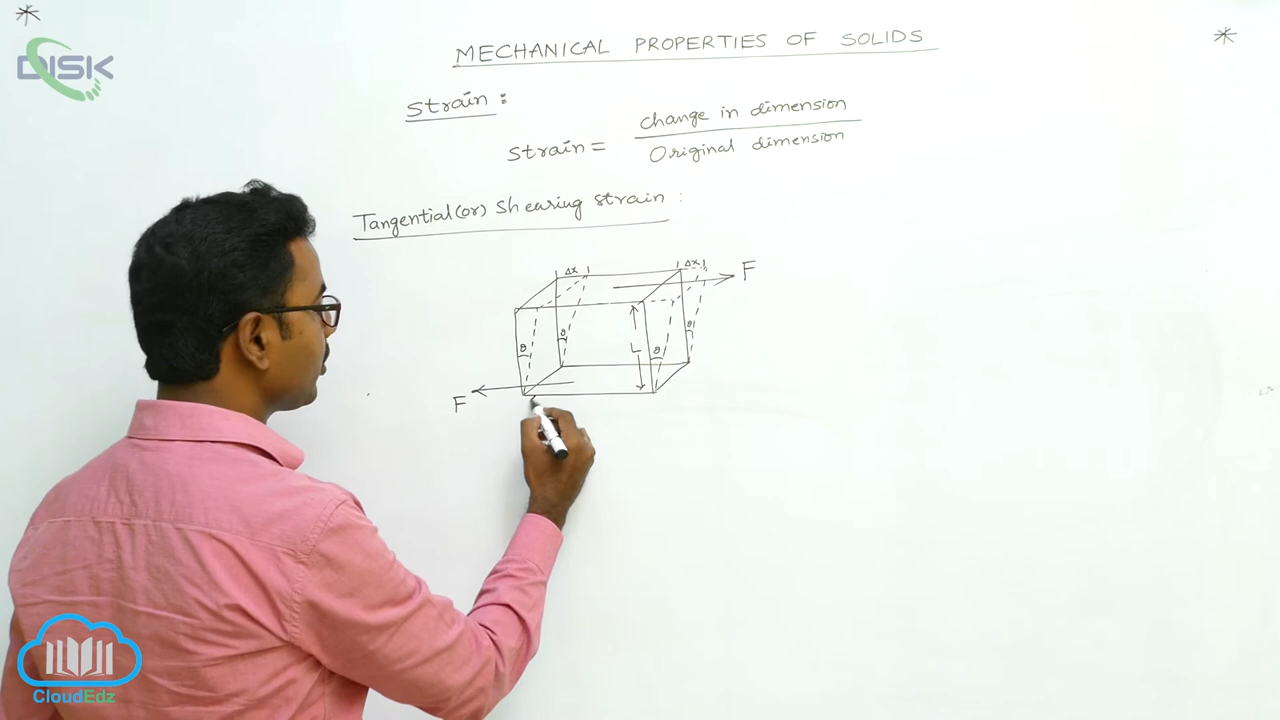 *
*
DISK
MECHANICAL PROPERTIES OF SOLIDS
Strain :
Strain = change in dimension
Original dimension
Tangential (or) Shearing strain :
Δx Δx
F
θ θ L θ θ
F
CloudEdz